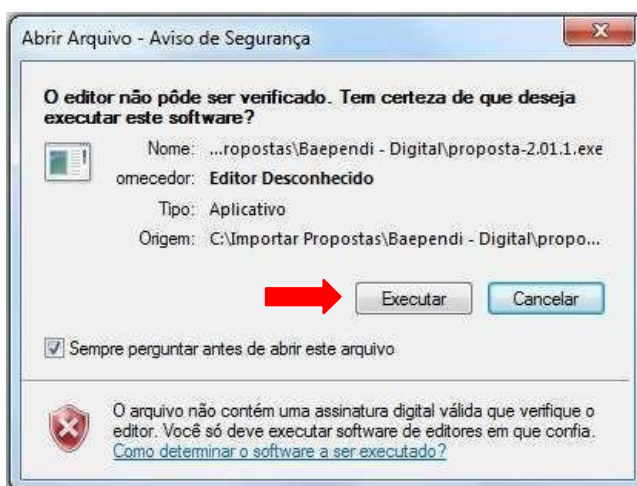 Abrir Arquivo - Aviso de Segurança
O editor não pôde ser verificado. Tem certeza de que deseja
executar este software?
Nome: ...ropostas\Baependi - Digital\proposta-2.01.1.exe
omecedor: Editor Desconhecido
Tipo: Aplicativo
Origem: C:\Importar Propostas\Baependi - Digital\propo...
Executar Cancelar
Sempre perguntar antes de abrir este arquivo
O arquivo não contém uma assinatura digital válida que verifique o
editor. Você só deve executar software de editores em que confia.
Como determinar o software a ser executado?